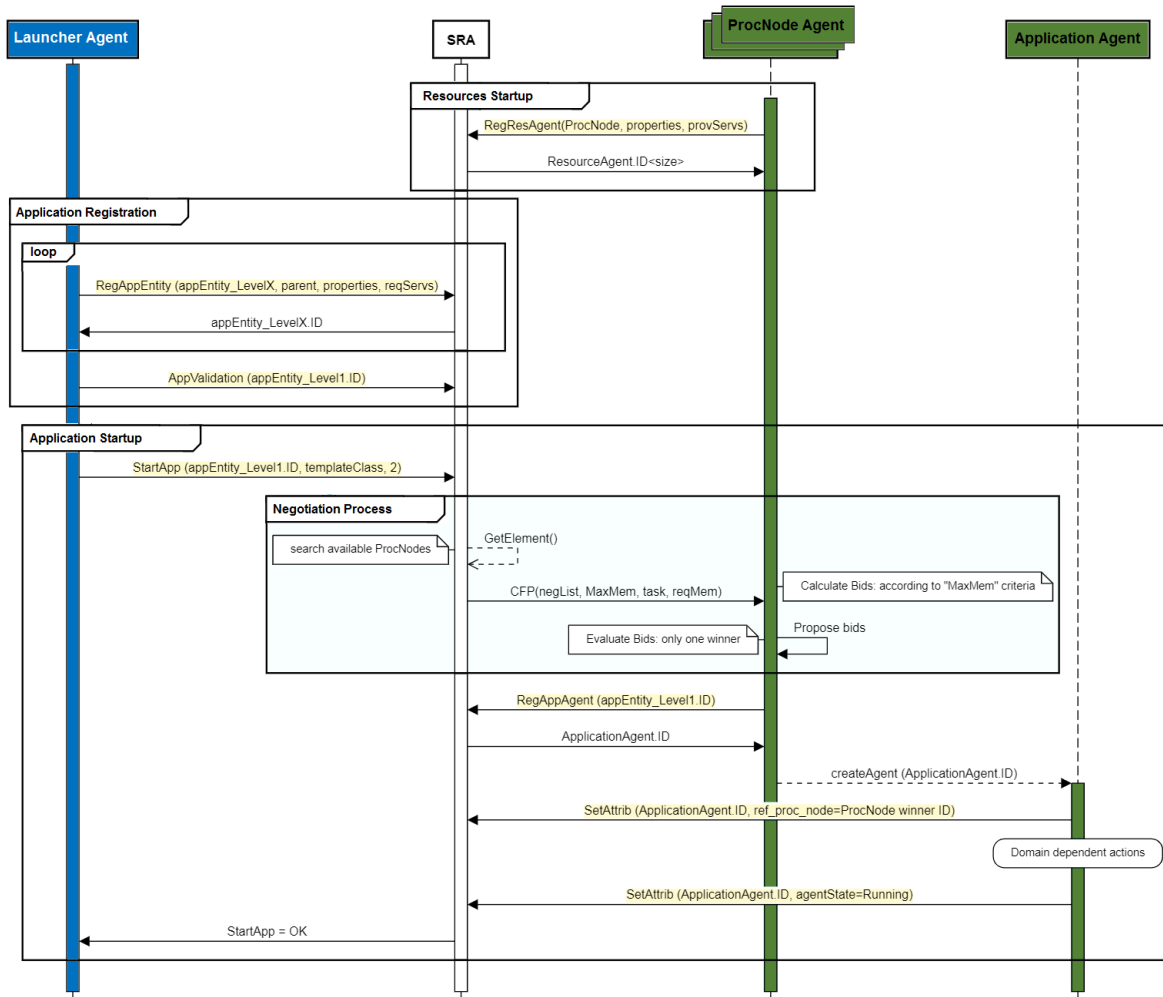 Launcher Agent
SRA
ProcNode Agent
Application Agent
Resources Startup
RegResAgent(ProcNode, properties, provServs)
ResourceAgent.ID<size>
Application Registration
loop
RegAppEntity (appEntity_LevelX, parent, properties, reqServs)
appEntity_LevelX.ID
AppValidation (appEntity_Level1.ID)
Application Startup
StartApp (appEntity_Level1.ID, templateClass, 2)
Negotiation Process
search available ProcNodes
GetElement()
CFP(negList, MaxMem, task, reqMem)
Calculate Bids: according to "MaxMem" criteria
Evaluate Bids: only one winner
Propose bids
RegAppAgent (appEntity_Level1.ID)
ApplicationAgent.ID
createAgent (ApplicationAgent.ID)
SetAttrib (ApplicationAgent.ID, ref_proc_node=ProcNode winner ID)
Domain dependent actions
SetAttrib (ApplicationAgent.ID, agentState=Running)
StartApp = OK